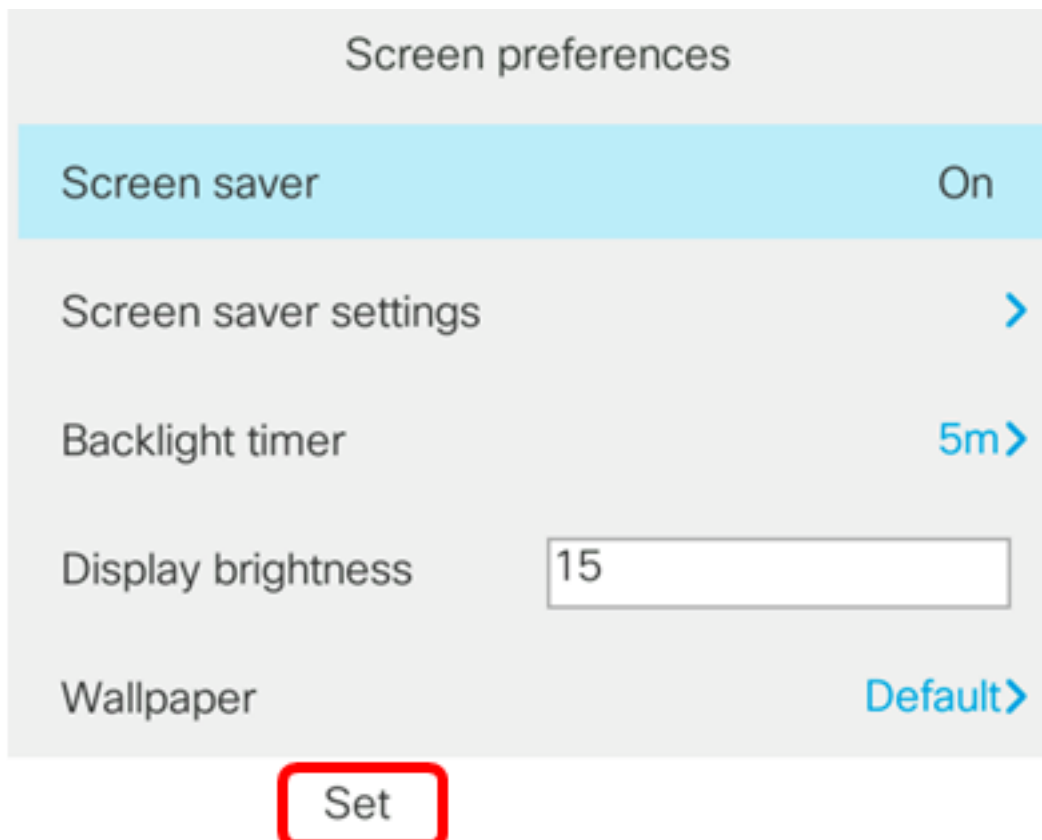 Screen preferences
Screen saver On
Screen saver settings
Backlight timer 5m
Display brightness 15
Wallpaper Default
Set